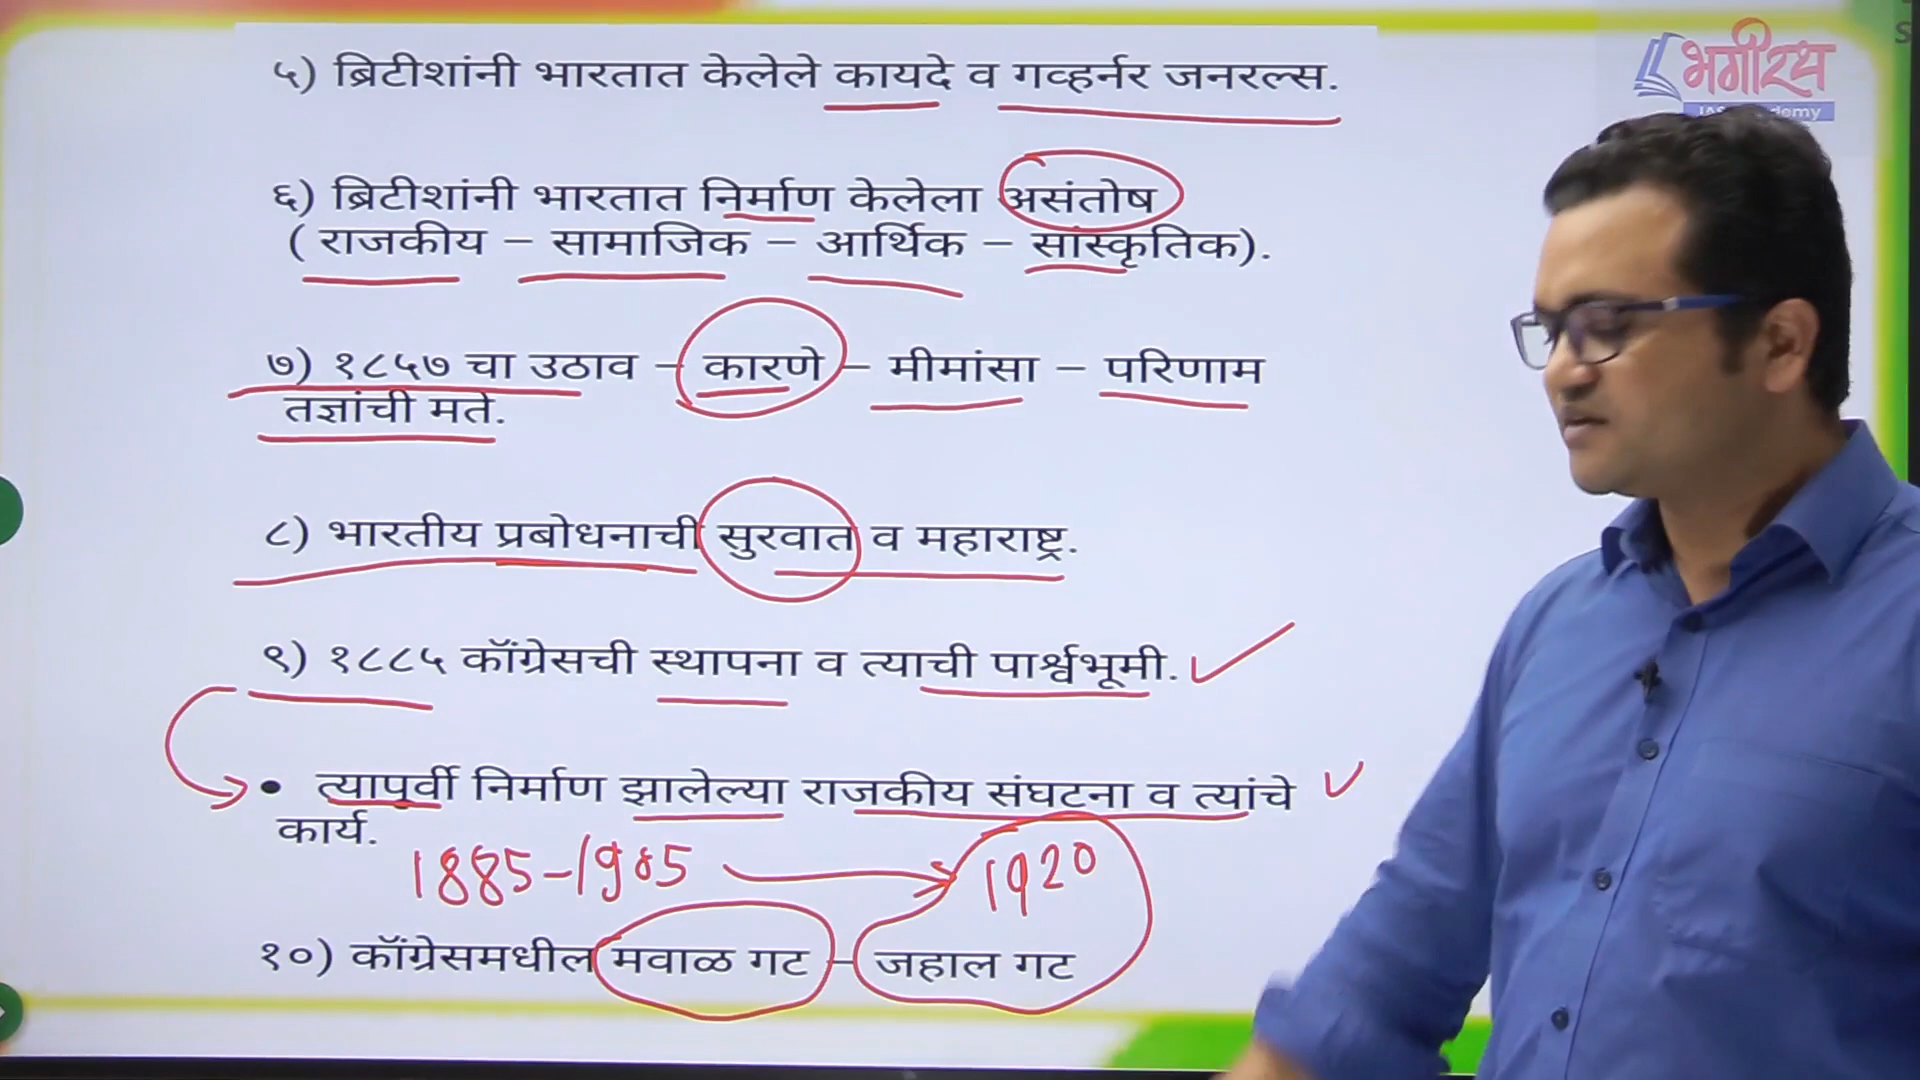 ५) ब्रिटीशांनी भारतात केलेले कायदे व गव्हर्नर जनरल्स.
भगीरथ
६) ब्रिटीशांनी भारतात निर्माण केलेला असंतोष
( राजकीय – सामाजिक – आर्थिक – सांस्कृतिक).
७) १८५७ चा उठाव – कारणे – मीमांसा – परिणाम
तज्ञांची मते.
८) भारतीय प्रबोधनाची सुरवात व महाराष्ट्र.
९) १८८५ कॉंग्रेसची स्थापना व त्याची पार्श्वभूमी.
• त्यापुर्वी निर्माण झालेल्या राजकीय संघटना व त्यांचे
कार्य.
1885-1905 1920
१०) कॉंग्रेसमधील मवाळ गट – जहाल गट